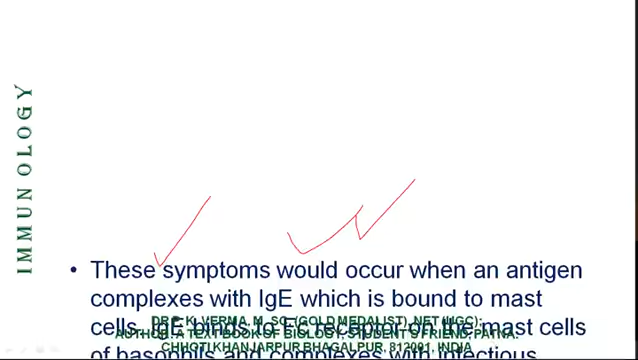 IMMUNOLOGY
• These symptoms would occur when an antigen
complexes with IgE which is bound to mast
cells. IgE binds to Fc receptor on the mast cells
of basophils and complexes with infectious
DR P. K. VERMA, M. SC. (GOLD MEDALIST), NET (UGC);
AUTHOR: A TEXT BOOK OF BIOLOGY, STUDENT S FRIEND, PATNA.
CHHOTI KHANJARPUR BHAGALPUR, 812001, INDIA